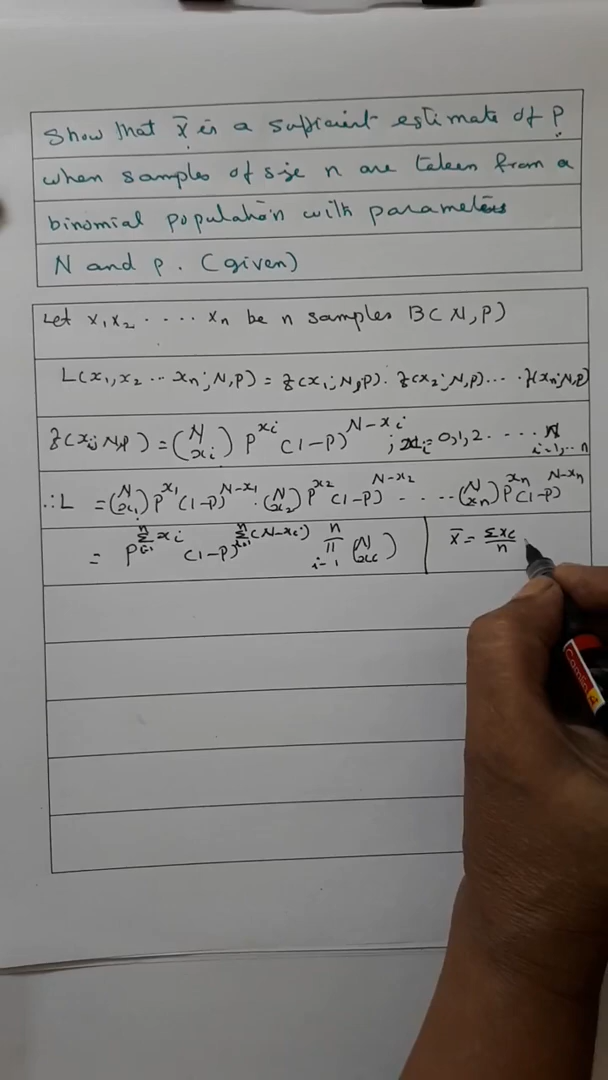 Show that x̄ is a sufficient estimate of P
when samples of size n are taken from a
binomial population with parameters
N and p. (given)
Let x₁ x₂ ..... xₙ be n samples B(N,P)
L(x₁,x₂ ... xₙ; N,P) = f(x₁; N,P). f(x₂; N,P).... f(xₙ; N,P)
f(xᵢ; N,P) = (N xᵢ) P^xᵢ (1-P)^N-xᵢ ; xᵢ = 0,1,2 ..... N i=1,..n
∴ L = (N x₁) P^x₁ (1-P)^N-x₁ . (N x₂) P^x₂ (1-P)^N-x₂ . . ... (N xₙ) P^xₙ (1-P)^N-xₙ
= P^Σⁿᵢ₌₁ xᵢ (1-P)^Σⁿᵢ₌₁ (N-xᵢ) Πⁿᵢ₌₁ (N xᵢ) x̄ = Σxᵢ/n
Camlin